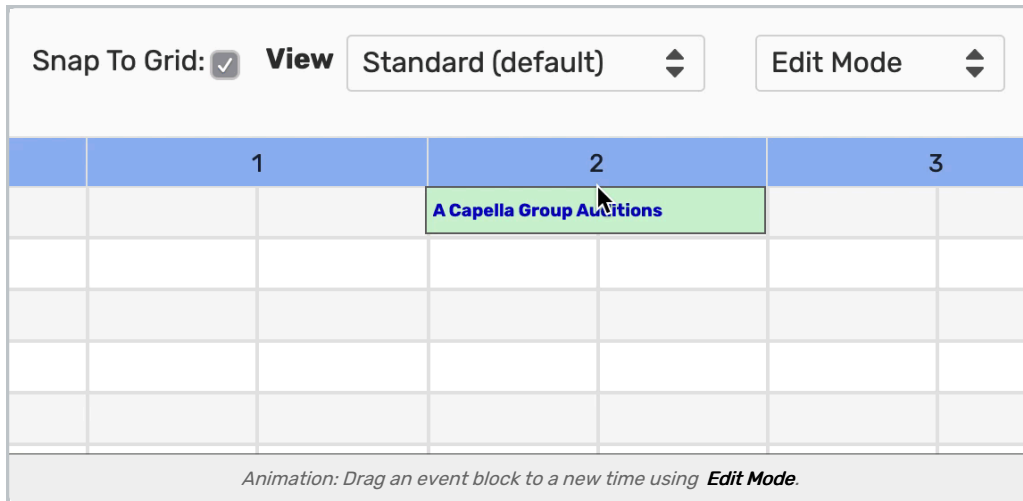 Snap To Grid: View Standard (default) Edit Mode
1 2 3
A Capella Group Auditions
Animation: Drag an event block to a new time using Edit Mode.